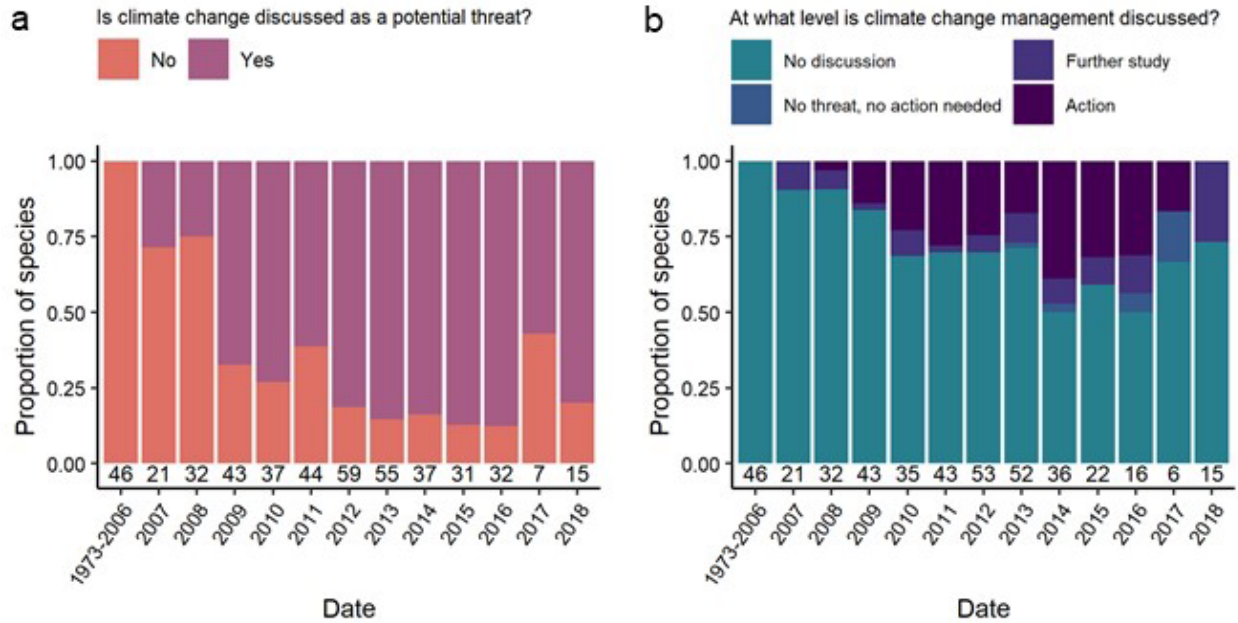 a
Is climate change discussed as a potential threat?
No
Yes
Proportion of species
1.00
0.75
0.50
0.25
0.00
46 21 32 43 37 44 59 55 37 31 32 7 15
1973-2006 2007 2008 2009 2010 2011 2012 2013 2014 2015 2016 2017 2018
Date
b
At what level is climate change management discussed?
No discussion
Further study
No threat, no action needed
Action
Proportion of species
1.00
0.75
0.50
0.25
0.00
46 21 32 43 35 43 53 52 36 22 16 6 15
1973-2006 2007 2008 2009 2010 2011 2012 2013 2014 2015 2016 2017 2018
Date